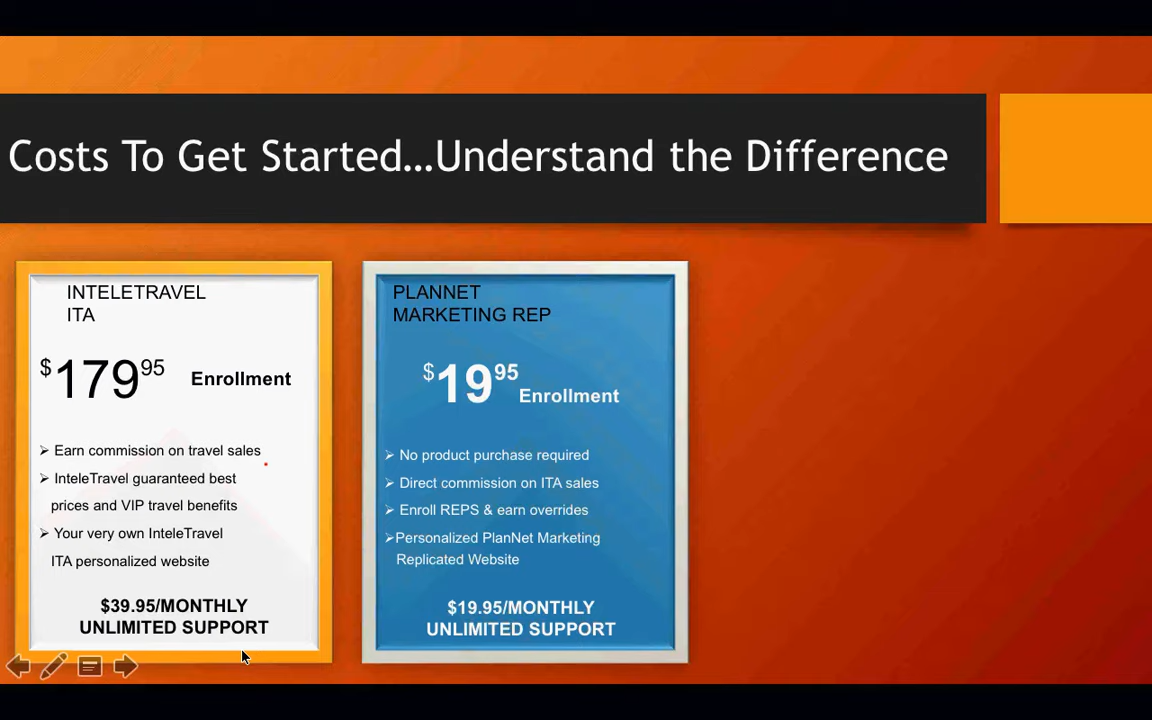 Costs To Get Started...Understand the Difference
INTELETRAVEL
ITA
$179.95 Enrollment
➢ Earn commission on travel sales
➢ InteleTravel guaranteed best
prices and VIP travel benefits
➢ Your very own InteleTravel
ITA personalized website
$39.95/MONTHLY
UNLIMITED SUPPORT
PLANNET
MARKETING REP
$19.95
Enrollment
➢ No product purchase required
➢ Direct commission on ITA sales
➢ Enroll REPS & earn overrides
➢Personalized PlanNet Marketing
Replicated Website
$19.95/MONTHLY
UNLIMITED SUPPORT